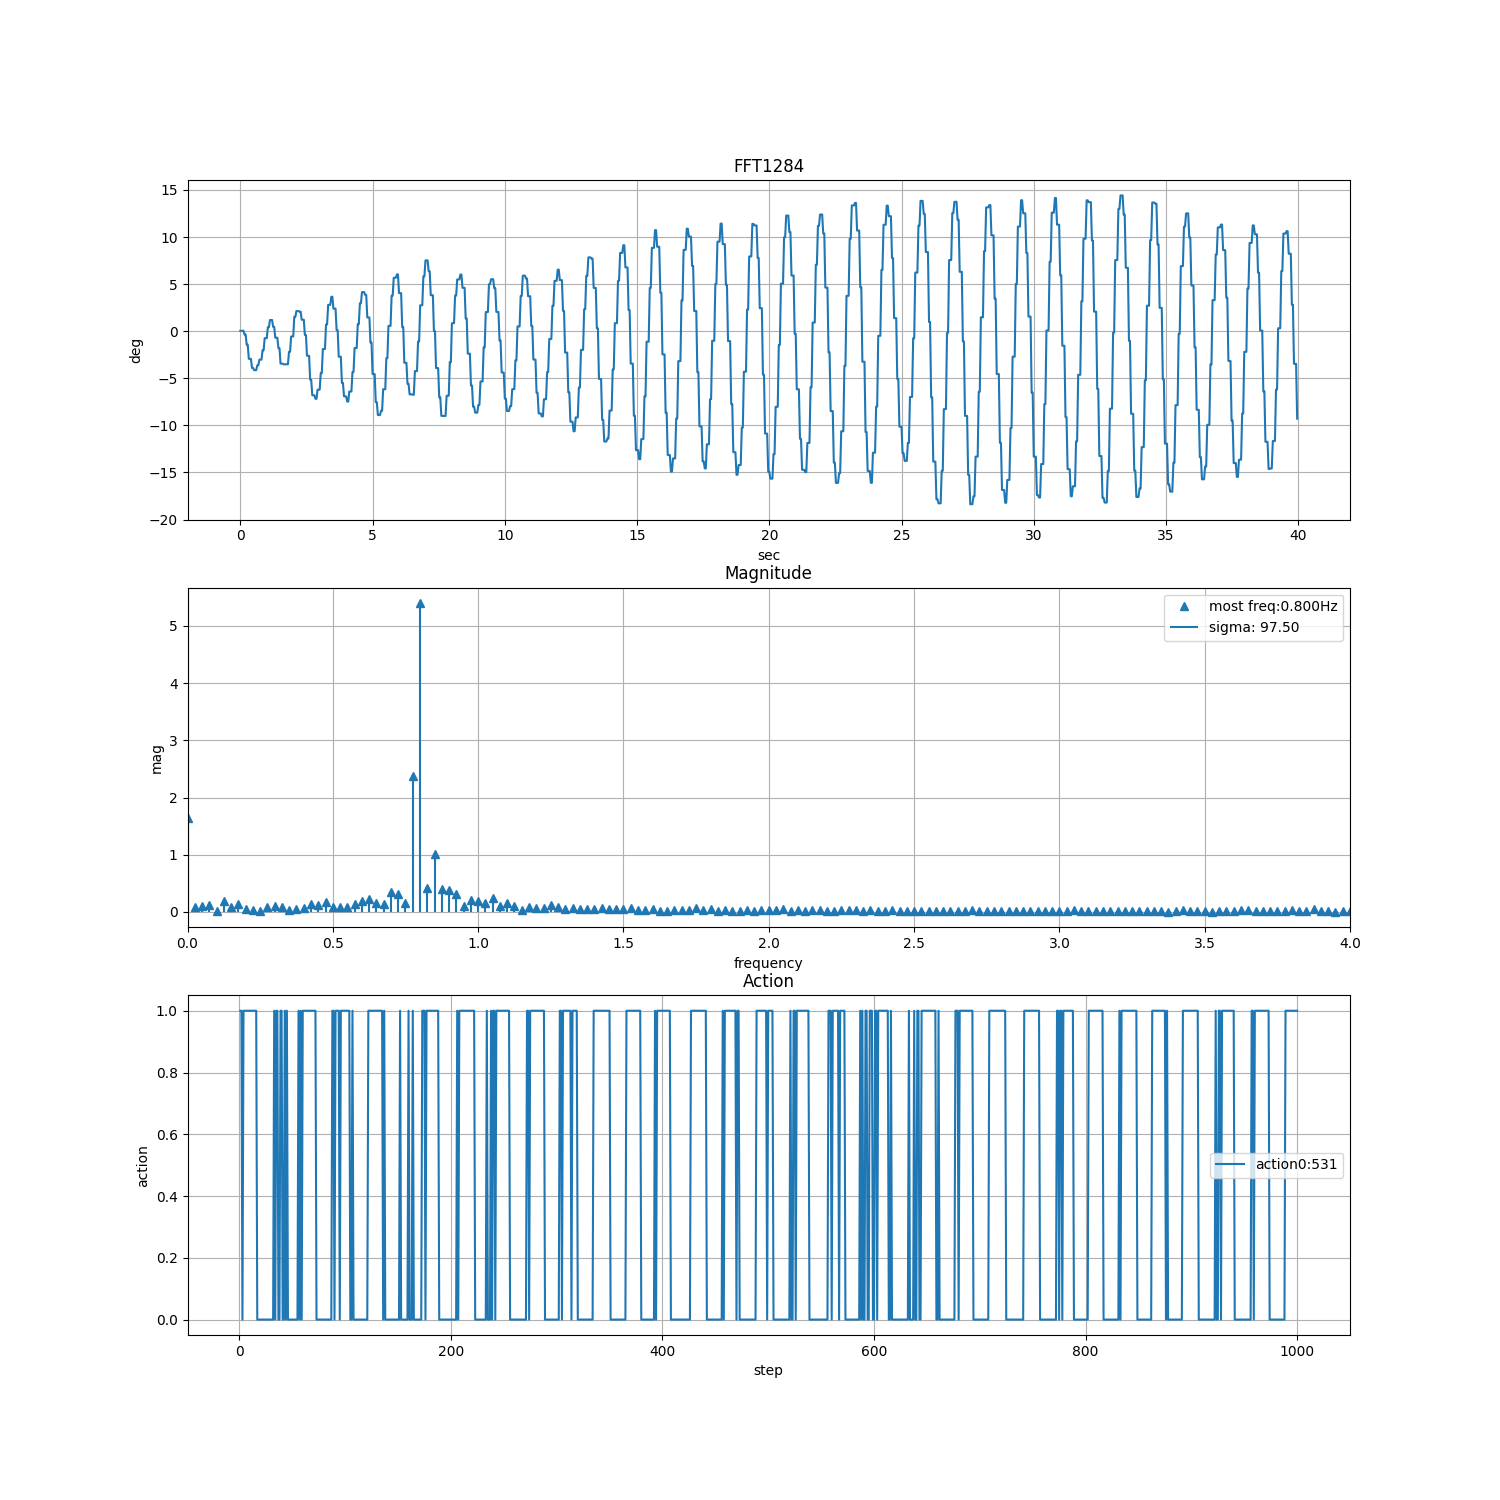 FFT1284
15
10
5
0
−5
−10
−15
−20
deg
0 5 10 15 20 25 30 35 40
sec
Magnitude
most freq:0.800Hz
sigma: 97.50
5
4
3
2
1
0
mag
0.0 0.5 1.0 1.5 2.0 2.5 3.0 3.5 4.0
frequency
Action
1.0
0.8
0.6
0.4
0.2
0.0
action
action0:531
0 200 400 600 800 1000
step